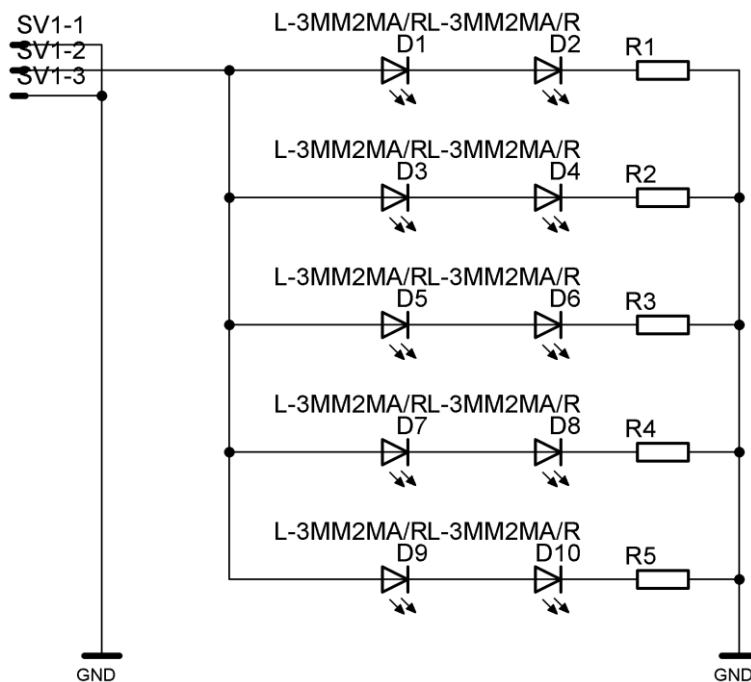 SV1-1
SV1-2
SV1-3
L-3MM2MA/RL-3MM2MA/R
D1 D2 R1
L-3MM2MA/RL-3MM2MA/R
D3 D4 R2
L-3MM2MA/RL-3MM2MA/R
D5 D6 R3
L-3MM2MA/RL-3MM2MA/R
D7 D8 R4
L-3MM2MA/RL-3MM2MA/R
D9 D10 R5
GND GND